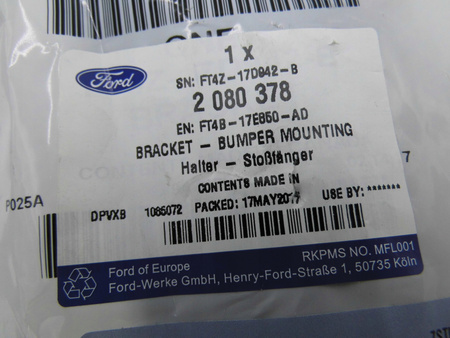 ONE
1 X
Ford
SN: FT4Z-17D942-B
2 080 378
EN: FT4B-17E850-AD
BRACKET - BUMPER MOUNTING
Halter - Stoßfänger
CONTENTS MADE IN
P025A
DPVXB 1085072 PACKED: 17MAY2017 USE BY: *******
RKPMS NO. MFL001
Ford of Europe
Ford-Werke GmbH, Henry-Ford-Straße 1, 50735 Köln